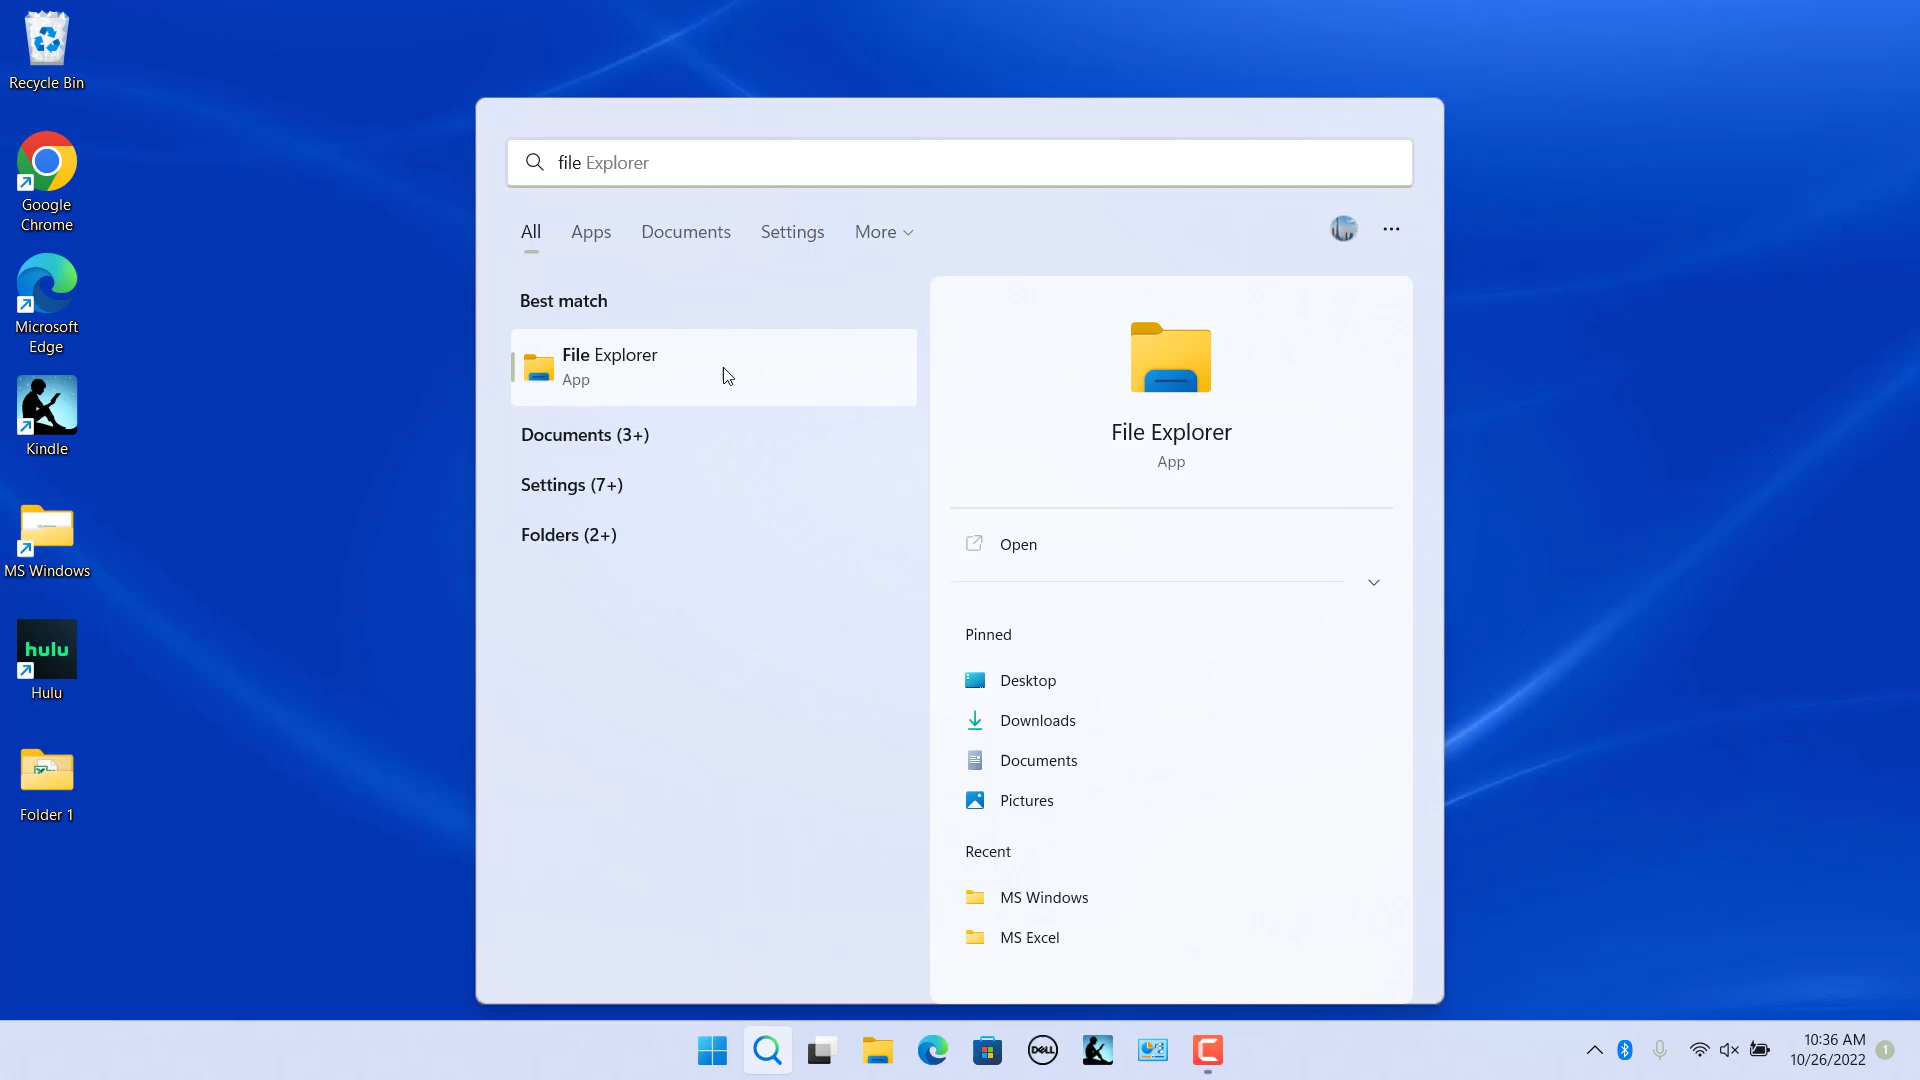 Recycle Bin
Google
Chrome
Microsoft
Edge
Kindle
MS Windows
hulu
Hulu
Folder 1
file Explorer
All Apps Documents Settings More
Best match
File Explorer
App
Documents (3+)
Settings (7+)
Folders (2+)
File Explorer
App
Open
Pinned
Desktop
Downloads
Documents
Pictures
Recent
MS Windows
MS Excel
DELL
10:36 AM
10/26/2022
1